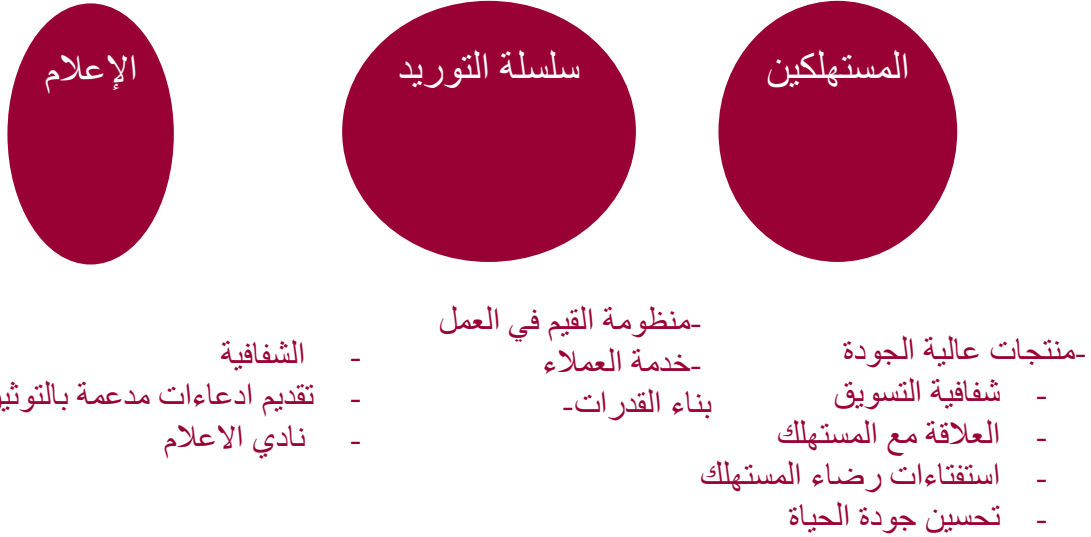 المستهلكين
سلسلة التوريد
الإعلام
-منتجات عالية الجودة
- شفافية التسويق
- العلاقة مع المستهلك
- استفتاءات رضاء المستهلك
- تحسين جودة الحياة
-منظومة القيم في العمل
-خدمة العملاء
بناء القدرات-
- الشفافية
- تقديم ادعاءات مدعمة
- نادي الاعلام